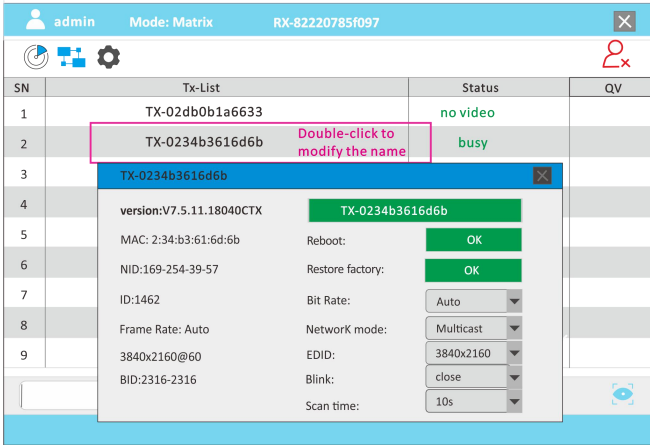 admin Mode: Matrix RX-82220785f097
SN Tx-List Status QV
1 TX-02db0b1a6633 no video
2 TX-0234b3616d6b Double-click to modify the name busy
3
TX-0234b3616d6b
4
version:V7.5.11.18040CTX TX-0234b3616d6b
5
MAC: 2:34:b3:61:6d:6b Reboot: OK
6
NID:169-254-39-57 Restore factory: OK
7
ID:1462 Bit Rate: Auto
8
Frame Rate: Auto NetworK mode: Multicast
9
3840x2160@60 EDID: 3840x2160
BID:2316-2316 Blink: close
Scan time: 10s